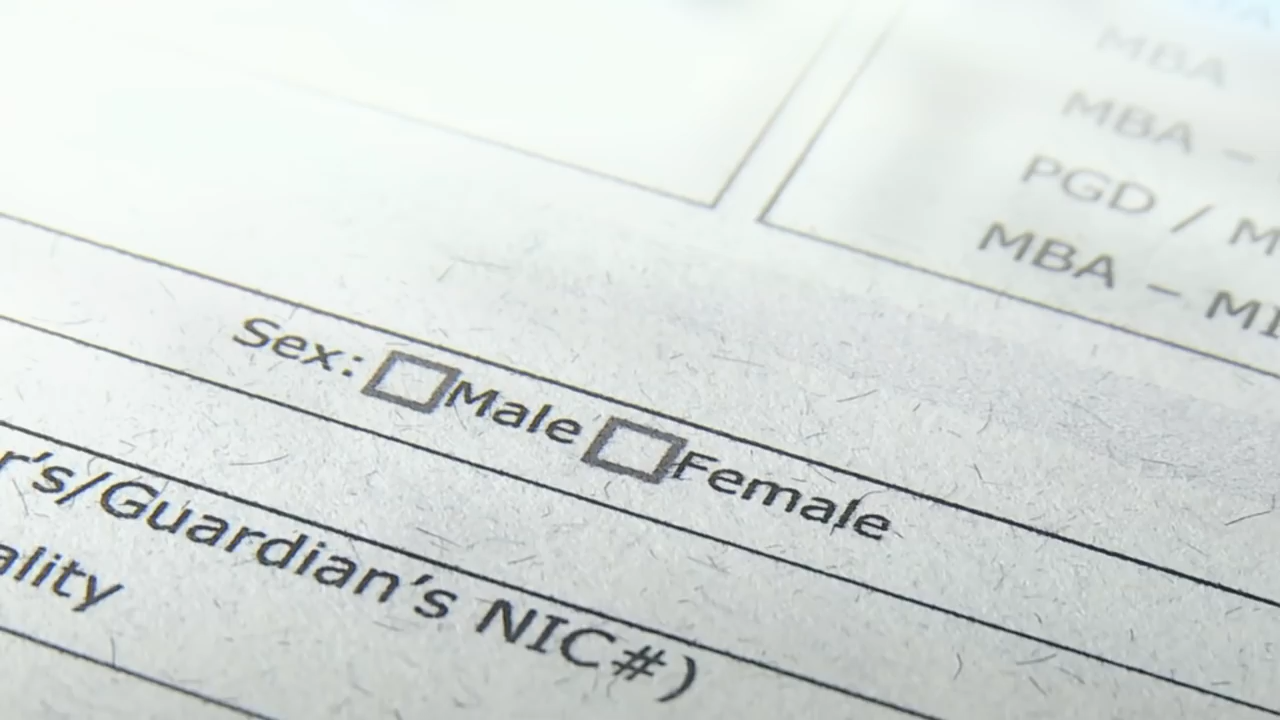 MBA
MBA –
PGD / M
MBA – MI
Sex: Male Female
r's/Guardian's NIC#)
ality